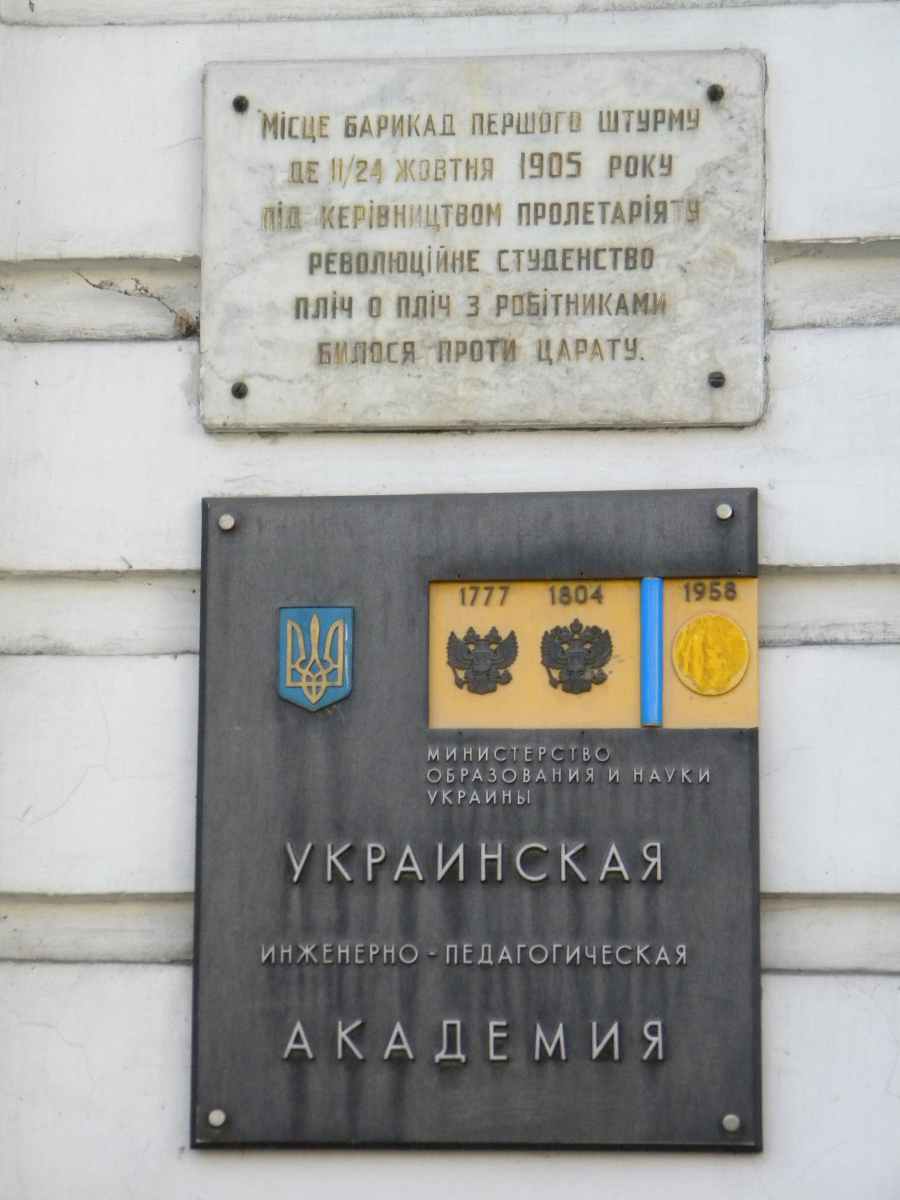 Місце барикад першого штурму
де 11/24 жовтня 1905 року
під керівництвом пролетаріяту
революційне студенство
пліч о пліч з робітниками
билося проти царату.
1777 1804 1958
МИНИСТЕРСТВО
ОБРАЗОВАНИЯ И НАУКИ
УКРАИНЫ
УКРАИНСКАЯ
ИНЖЕНЕРНО - ПЕДАГОГИЧЕСКАЯ
АКАДЕМИЯ